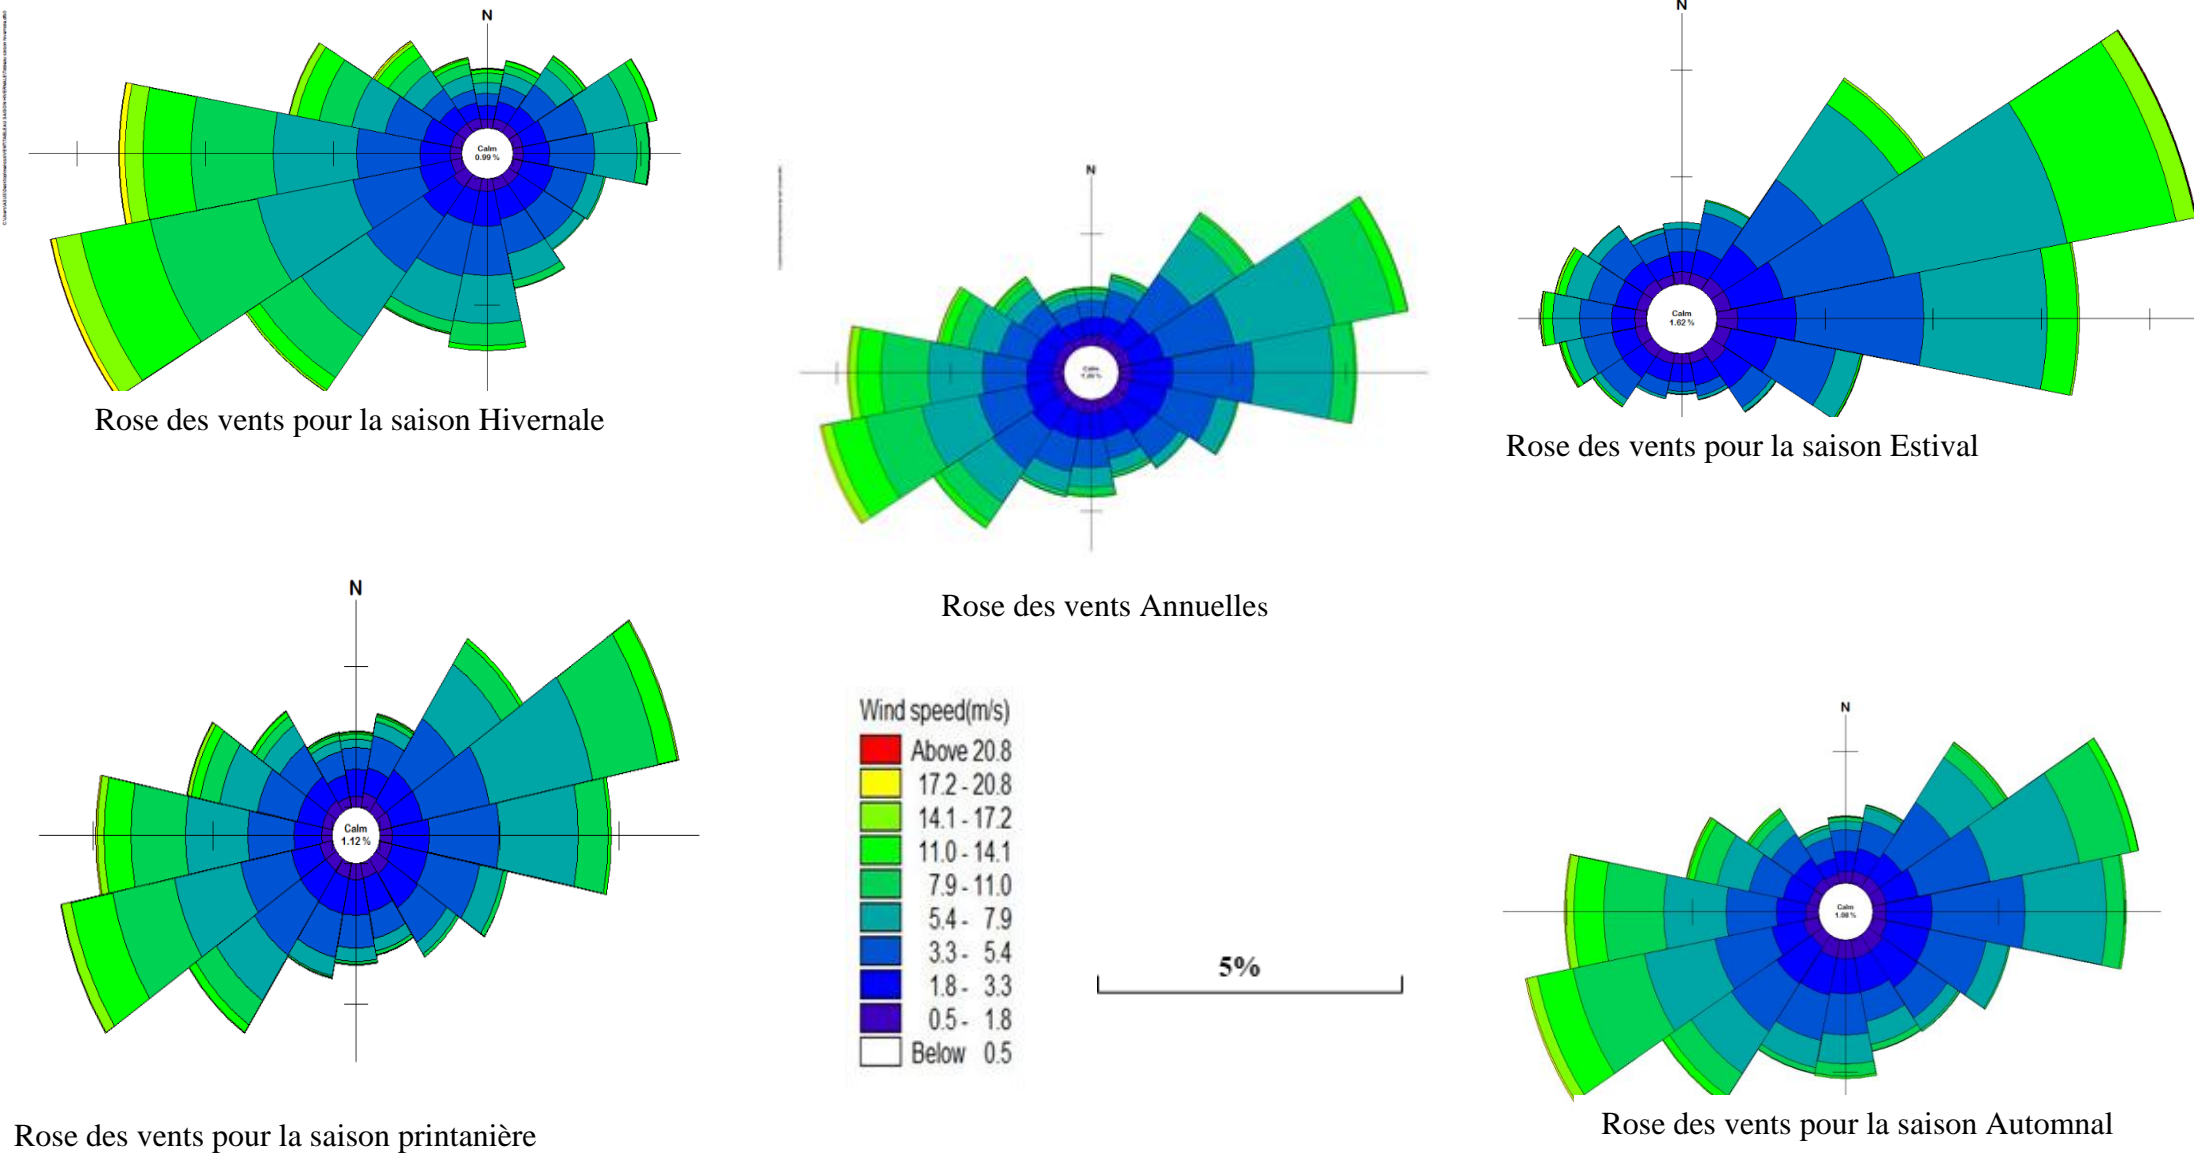 N
Calm
0.99 %
Rose des vents pour la saison Hivernale
N
Calm
Rose des vents Annuelles
N
Calm
1.62 %
Rose des vents pour la saison Estival
N
Calm
1.12 %
Rose des vents pour la saison printanière
Wind speed(m/s)
Above 20.8
17.2 - 20.8
14.1 - 17.2
11.0 - 14.1
7.9 - 11.0
5.4 - 7.9
3.3 - 5.4
1.8 - 3.3
0.5 - 1.8
Below 0.5
5%
N
Calm
Rose des vents pour la saison Automnal